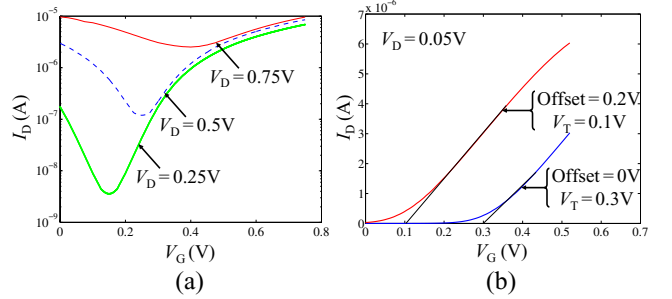 10^-5
10^-6
10^-7
10^-8
10^-9
I_D (A)
0
0.2
0.4
0.6
0.8
V_G (V)
V_D = 0.75V
V_D = 0.5V
V_D = 0.25V
(a)
x 10^-6
6
5
4
3
2
1
0
I_D (A)
0
0.1
0.2
0.3
0.4
0.5
0.6
0.7
V_G (V)
V_D = 0.05V
Offset = 0.2V
V_T = 0.1V
Offset = 0V
V_T = 0.3V
(b)